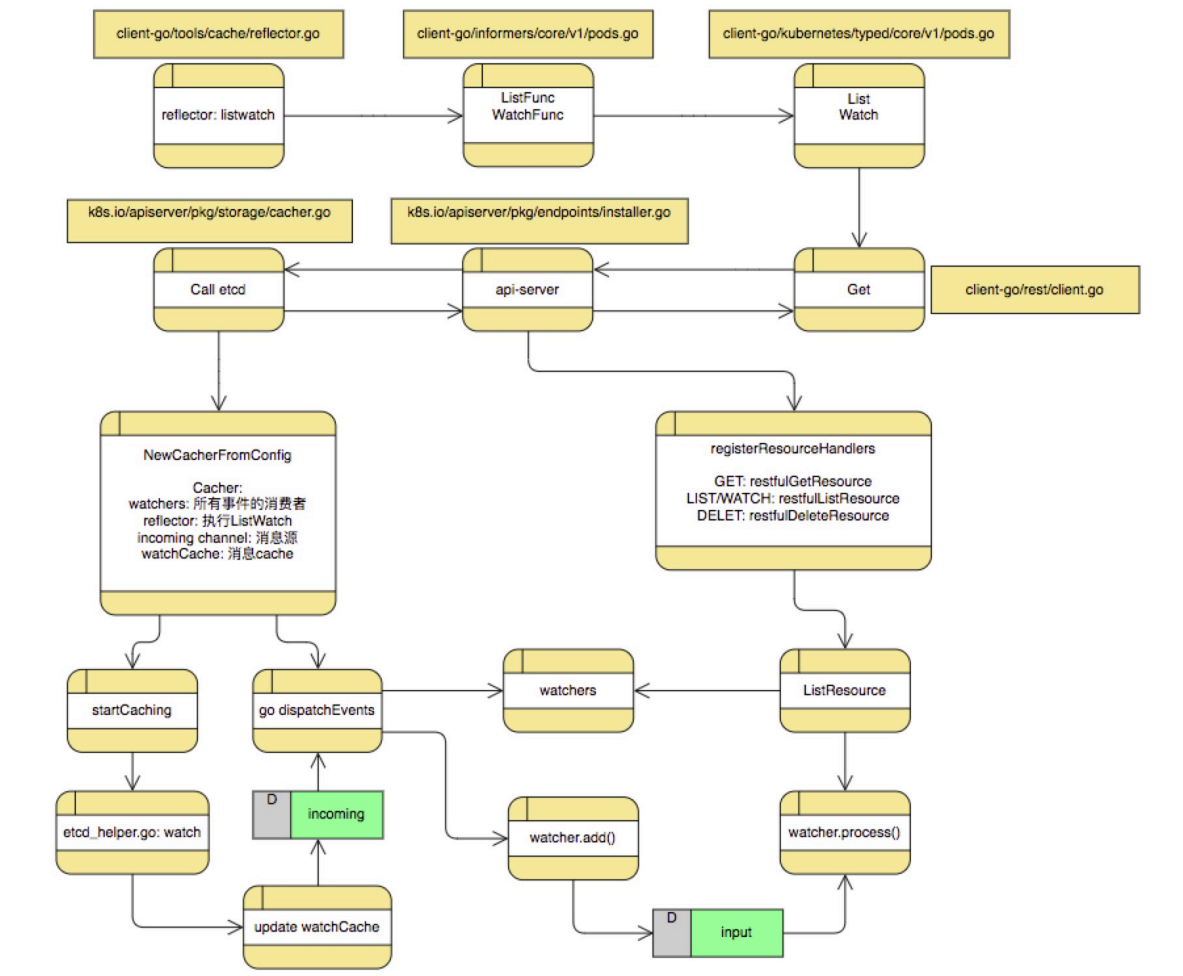 client-go/tools/cache/reflector.go
client-go/informers/core/v1/pods.go
client-go/kubernetes/typed/core/v1/pods.go
reflector: listwatch
ListFunc
WatchFunc
List
Watch
k8s.io/apiserver/pkg/storage/cacher.go
k8s.io/apiserver/pkg/endpoints/installer.go
Call etcd
api-server
Get
client-go/rest/client.go
NewCacherFromConfig
Cacher:
watchers: 所有事件的消费者
reflector: 执行ListWatch
incoming channel: 消息源
watchCache: 消息cache
registerResourceHandlers
GET: restfulGetResource
LIST/WATCH: restfulListResource
DELET: restfulDeleteResource
startCaching
go dispatchEvents
watchers
ListResource
etcd_helper.go: watch
D
incoming
watcher.add()
watcher.process()
update watchCache
D
input